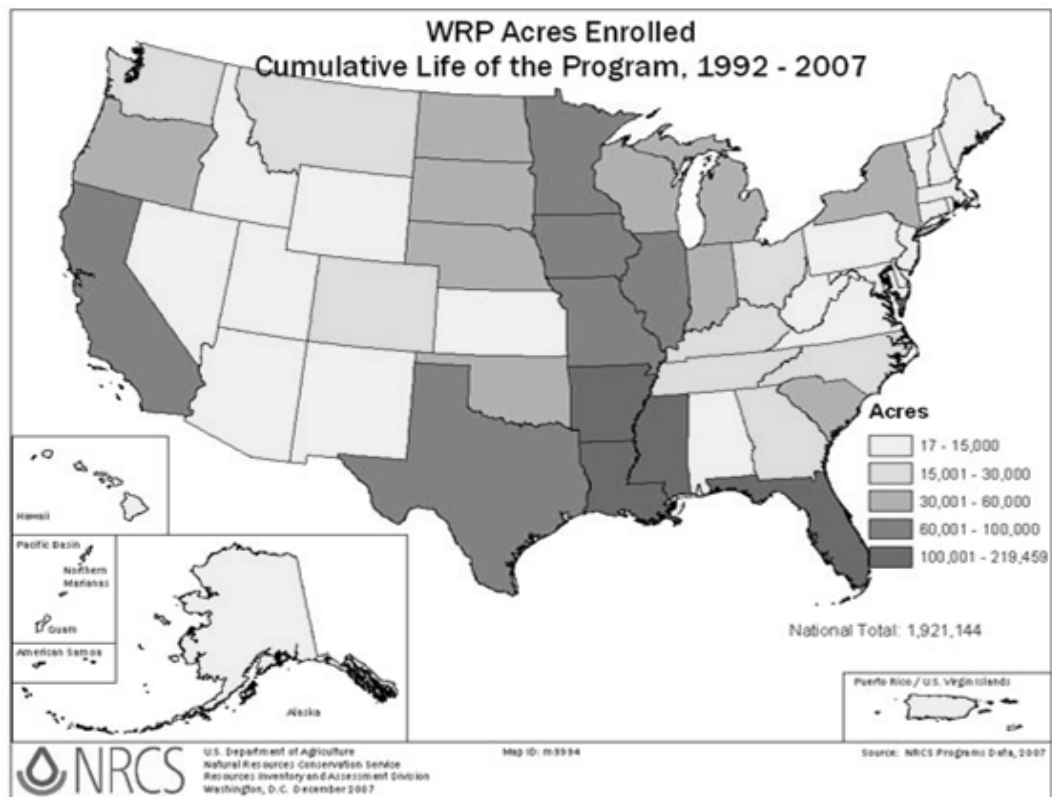 WRP Acres Enrolled
Cumulative Life of the Program, 1992 - 2007
Acres
17 - 15,000
15,001 - 30,000
30,001 - 60,000
60,001 - 100,000
100,001 - 219,459
National Total: 1,921,144
Hawaii
Pacific Basin
Northern
Marianas
Guam
American Samoa
Alaska
Puerto Rico / U.S. Virgin Islands
NRCS
U.S. Department of Agriculture
Natural Resources Conservation Service
Resources Inventory and Assessment Division
Washington, D.C. December 2007
Map ID: m9994
Source: NRCS Programs Data, 2007